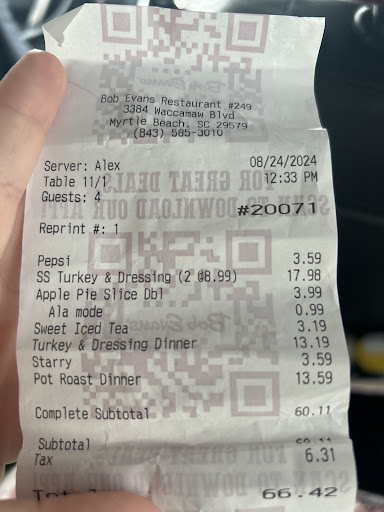 Bob Evans Restaurant #249
3384 Waccamaw Blvd
Myrtle Beach, SC 29579
(843) 585-3010
Server: Alex 08/24/2024
Table 11/1 12:33 PM
Guests: 4
#20071
Reprint #: 1
Pepsi 3.59
SS Turkey & Dressing (2 @8.99) 17.98
Apple Pie Slice Dbl 3.99
Ala mode 0.99
Sweet Iced Tea 3.19
Turkey & Dressing Dinner 13.19
Starry 3.59
Pot Roast Dinner 13.59
Complete Subtotal 60.11
Subtotal 60.11
Tax 6.31
Total 66.42